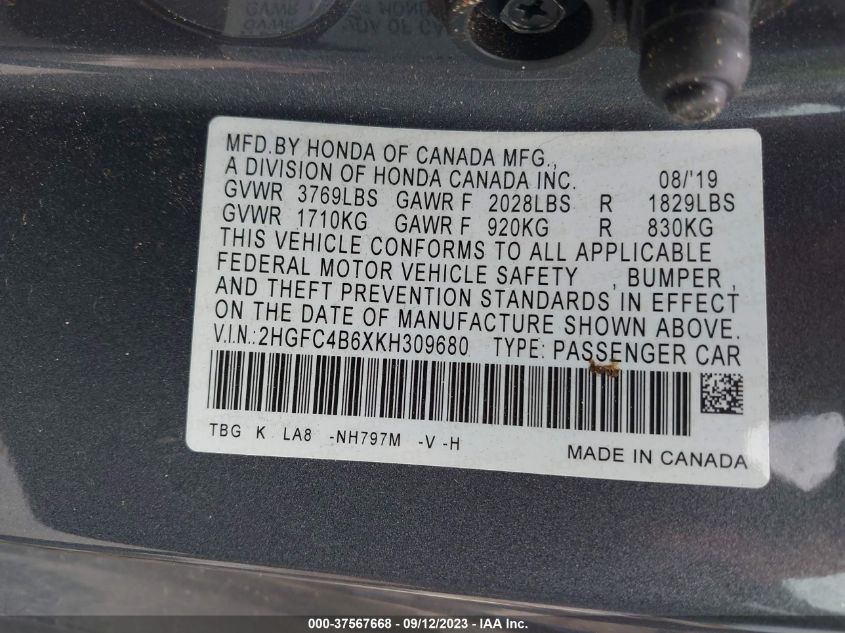 MFD.BY HONDA OF CANADA MFG.,
A DIVISION OF HONDA CANADA INC. 08/'19
GVWR 3769LBS GAWR F 2028LBS R 1829LBS
GVWR 1710KG GAWR F 920KG R 830KG
THIS VEHICLE CONFORMS TO ALL APPLICABLE
FEDERAL MOTOR VEHICLE SAFETY , BUMPER ,
AND THEFT PREVENTION STANDARDS IN EFFECT
ON THE DATE OF MANUFACTURE SHOWN ABOVE.
V.I.N.:2HGFC4B6XKH309680 TYPE: PASSENGER CAR
TBG K LA8 -NH797M -V -H
MADE IN CANADA
000-37567668 - 09/12/2023 - IAA Inc.